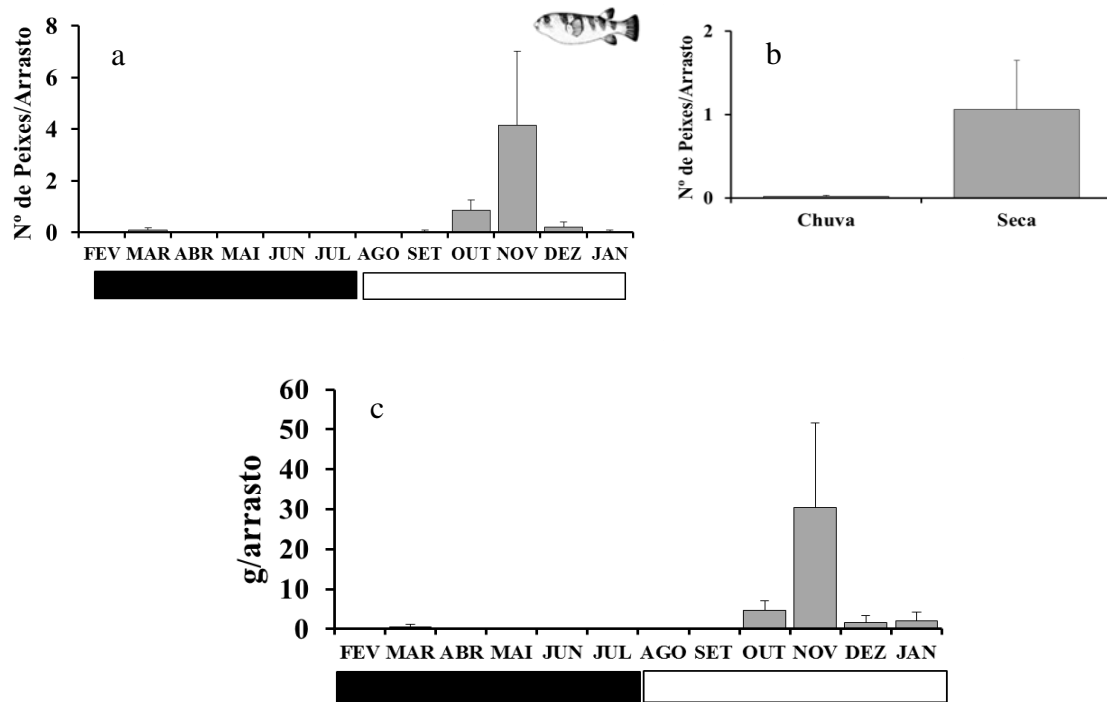 a
Nº de Peixes/Arrasto
8
6
4
2
0
FEV MAR ABR MAI JUN JUL AGO SET OUT NOV DEZ JAN
b
Nº de Peixes/Arrasto
2
1
0
Chuva Seca
c
g/arrasto
60
50
40
30
20
10
0
FEV MAR ABR MAI JUN JUL AGO SET OUT NOV DEZ JAN